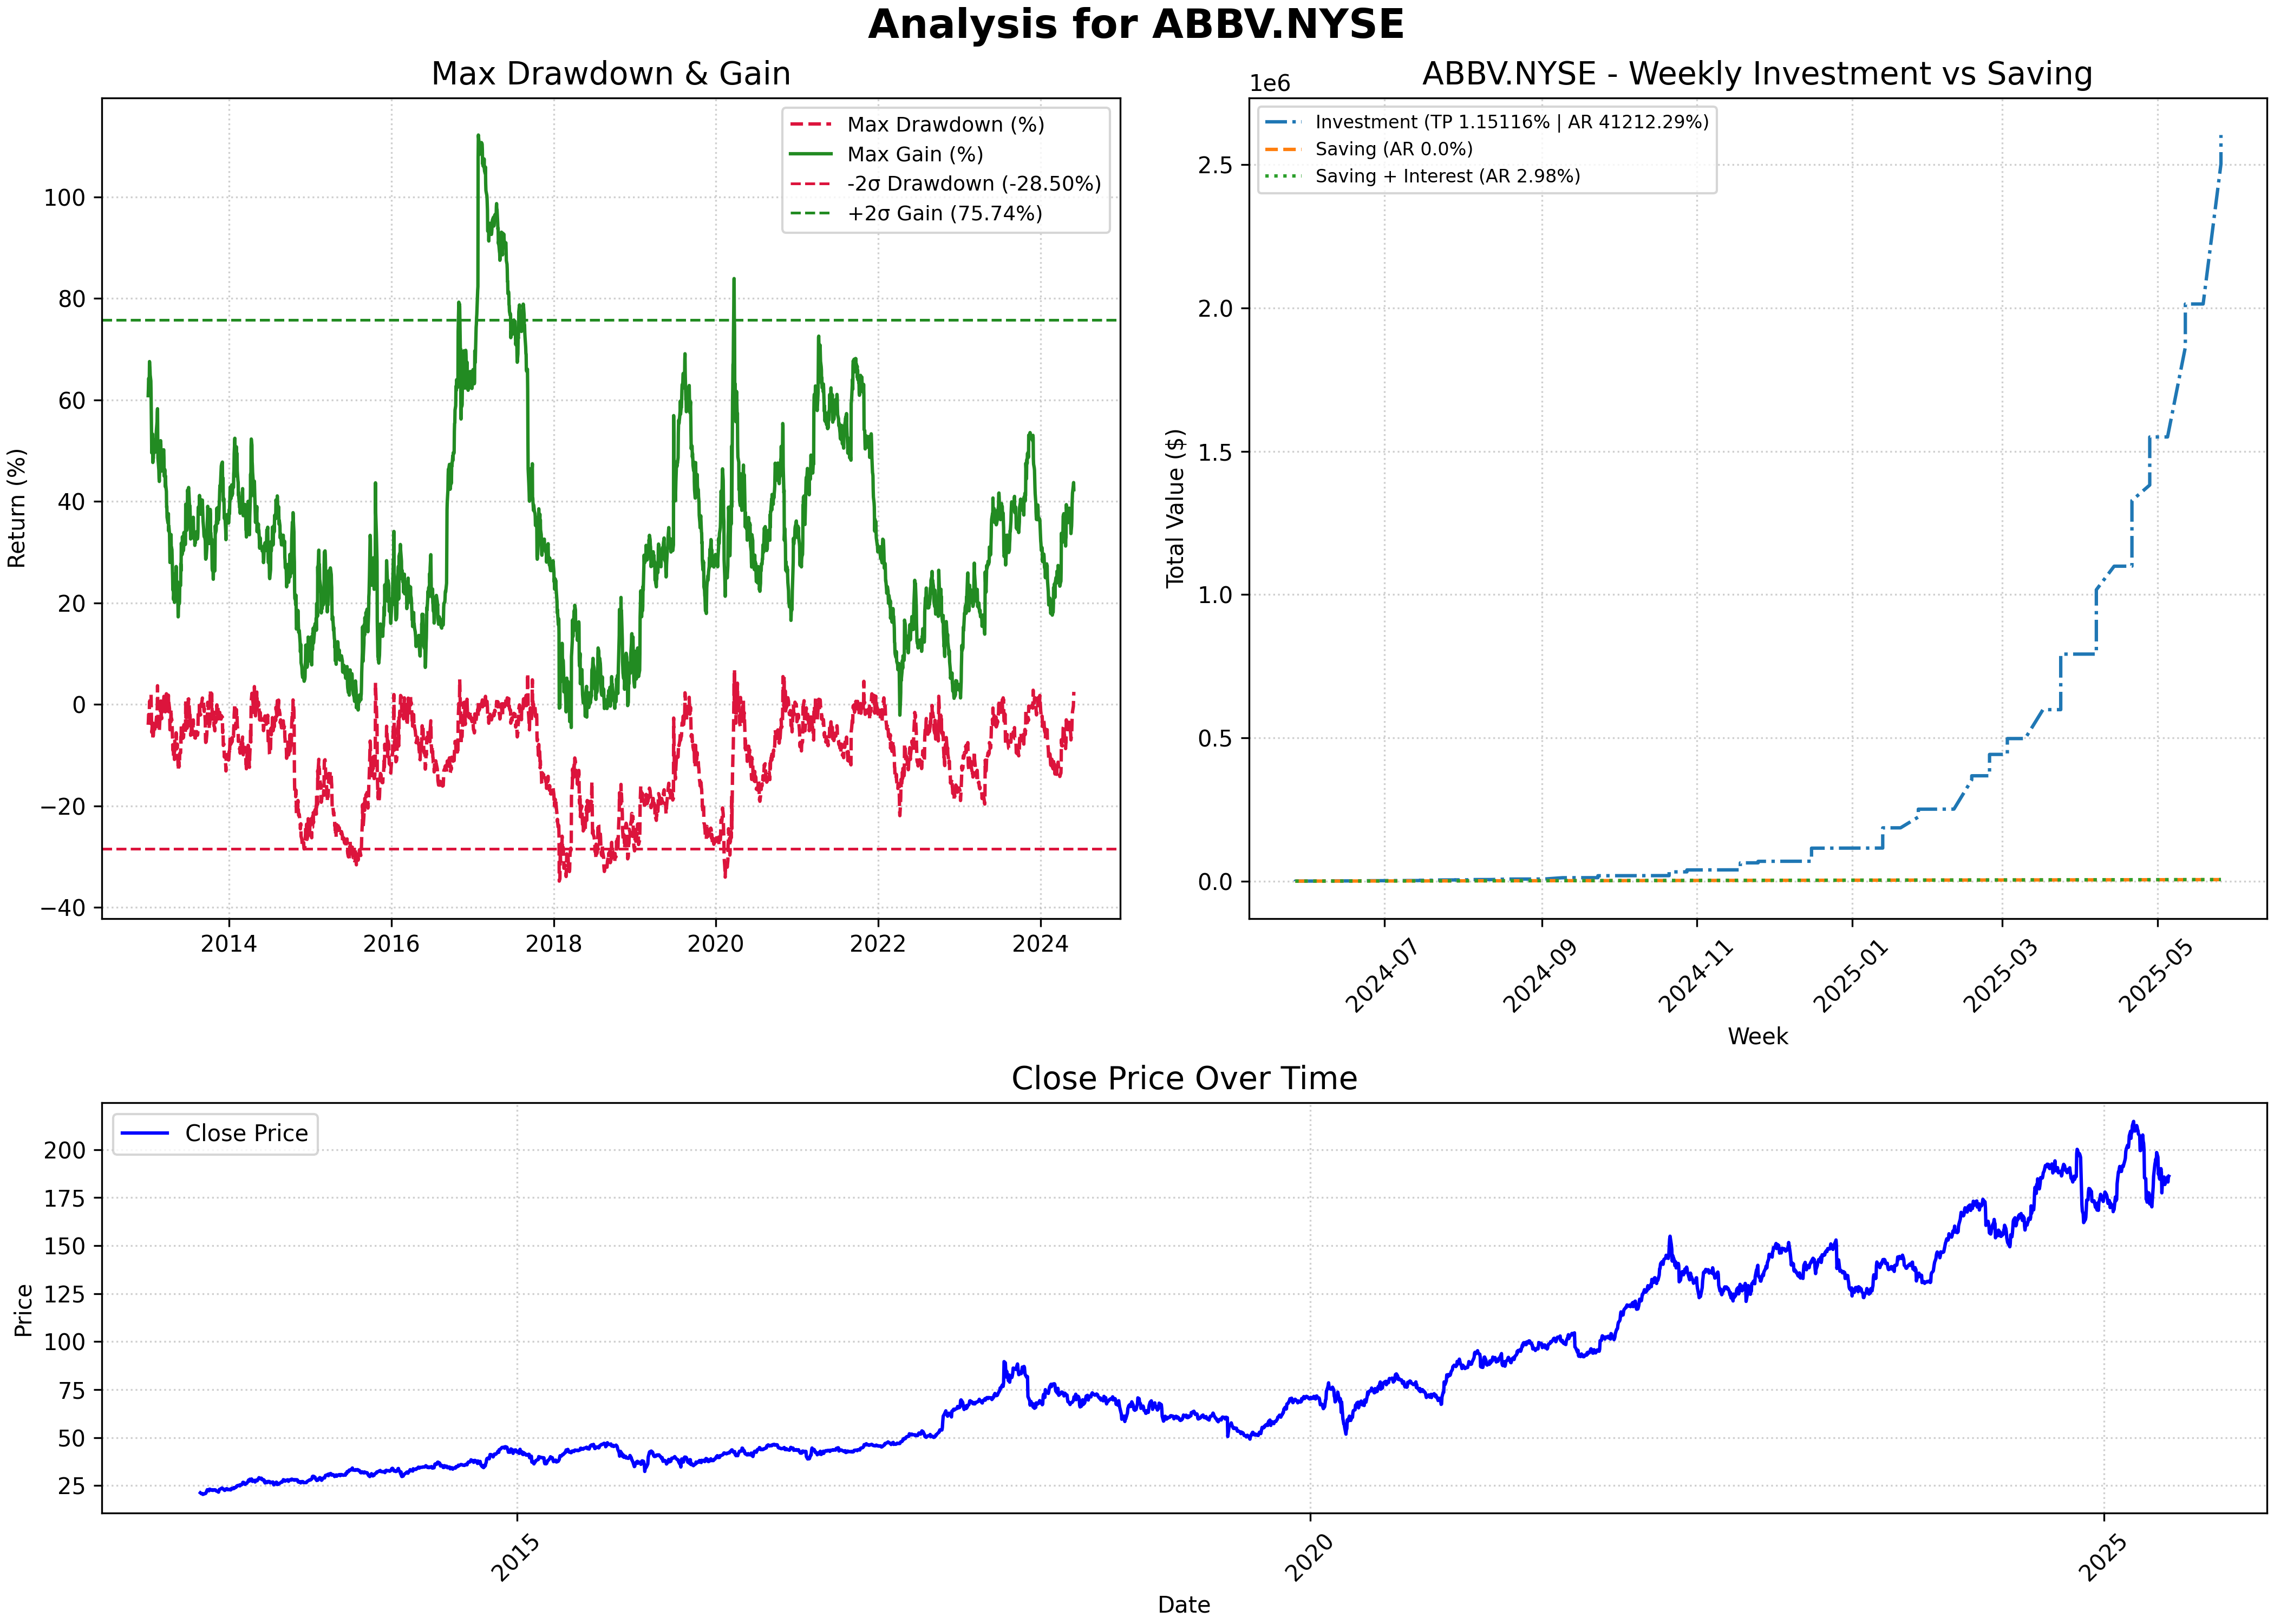 Analysis for ABBV.NYSE
Max Drawdown & Gain
Return (%)
100
80
60
40
20
0
−20
−40
2014
2016
2018
2020
2022
2024
Max Drawdown (%)
Max Gain (%)
-2σ Drawdown (-28.50%)
+2σ Gain (75.74%)
ABBV.NYSE - Weekly Investment vs Saving
1e6
Total Value ($)
2.5
2.0
1.5
1.0
0.5
0.0
Investment (TP 1.15116% | AR 41212.29%)
Saving (AR 0.0%)
Saving + Interest (AR 2.98%)
2024-07
2024-09
2024-11
2025-01
2025-03
2025-05
Week
Close Price Over Time
Price
200
175
150
125
100
75
50
25
Close Price
2015
2020
2025
Date